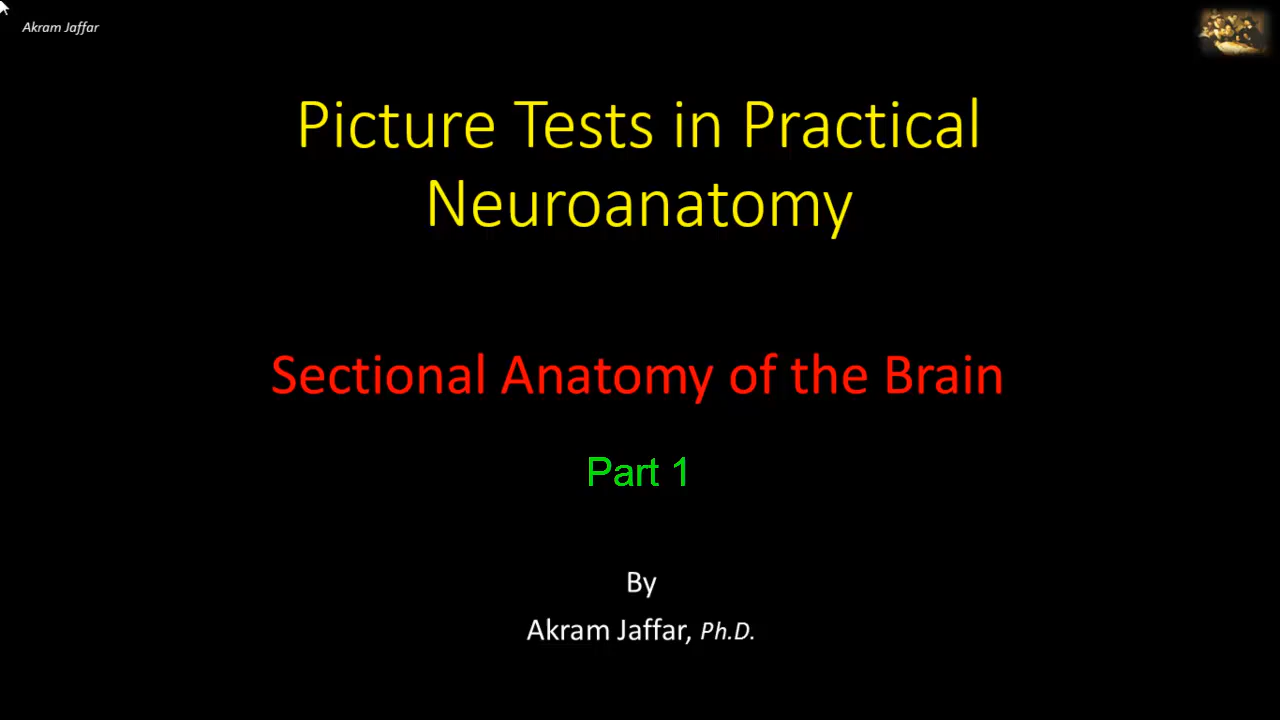 Akram Jaffar
Picture Tests in Practical
Neuroanatomy
Sectional Anatomy of the Brain
Part 1
By
Akram Jaffar, Ph.D.